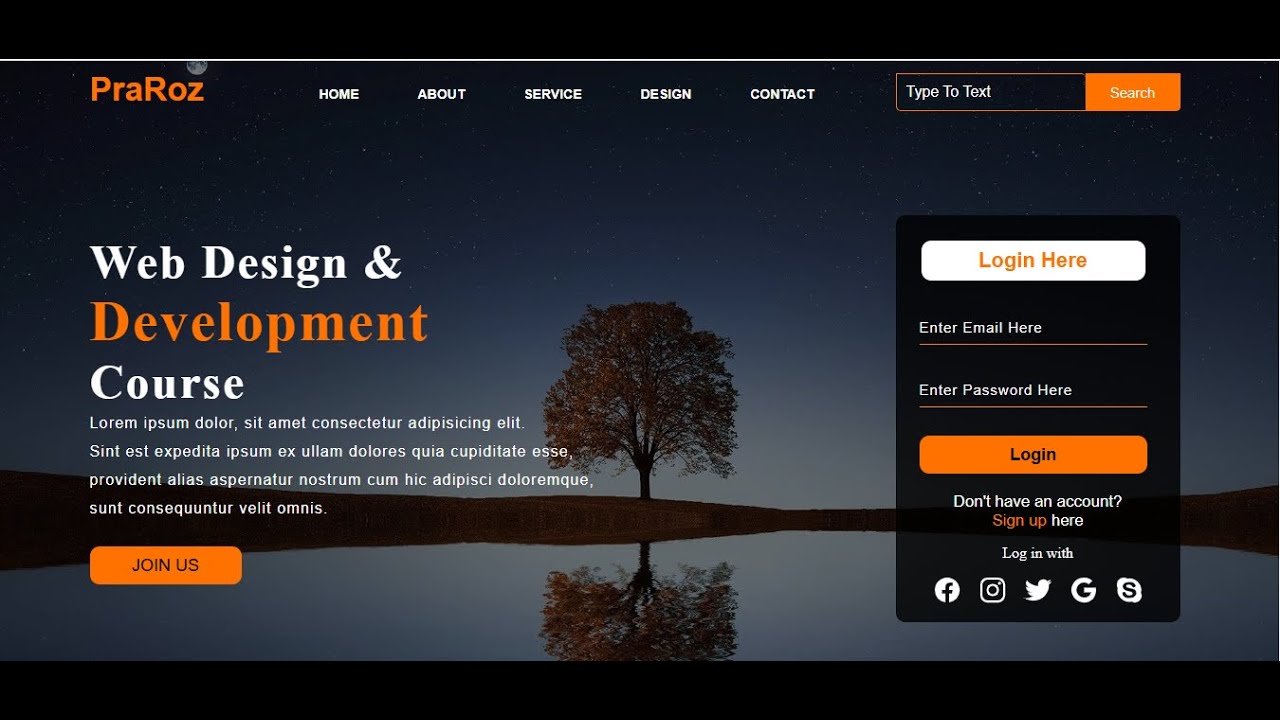 PraRoz
HOME ABOUT SERVICE DESIGN CONTACT
Type To Text Search
Web Design &
Development
Course
Lorem ipsum dolor, sit amet consectetur adipisicing elit.
Sint est expedita ipsum ex ullam dolores quia cupiditate esse,
provident alias aspernatur nostrum cum hic adipisci doloremque,
sunt consequuntur velit omnis.
JOIN US
Login Here
Enter Email Here
Enter Password Here
Login
Don't have an account?
Sign up here
Log in with